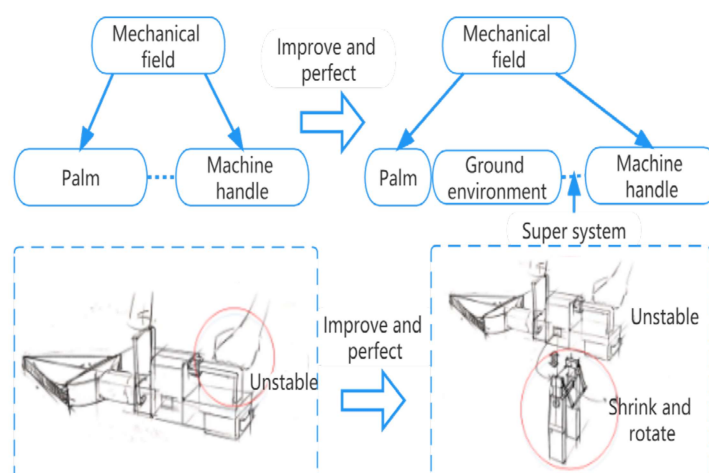 Mechanical
field
Improve and
perfect
Mechanical
field
Palm
Machine
handle
Palm
Ground
environment
Machine
handle
Super system
Unstable
Improve and
perfect
Unstable
Shrink and
rotate